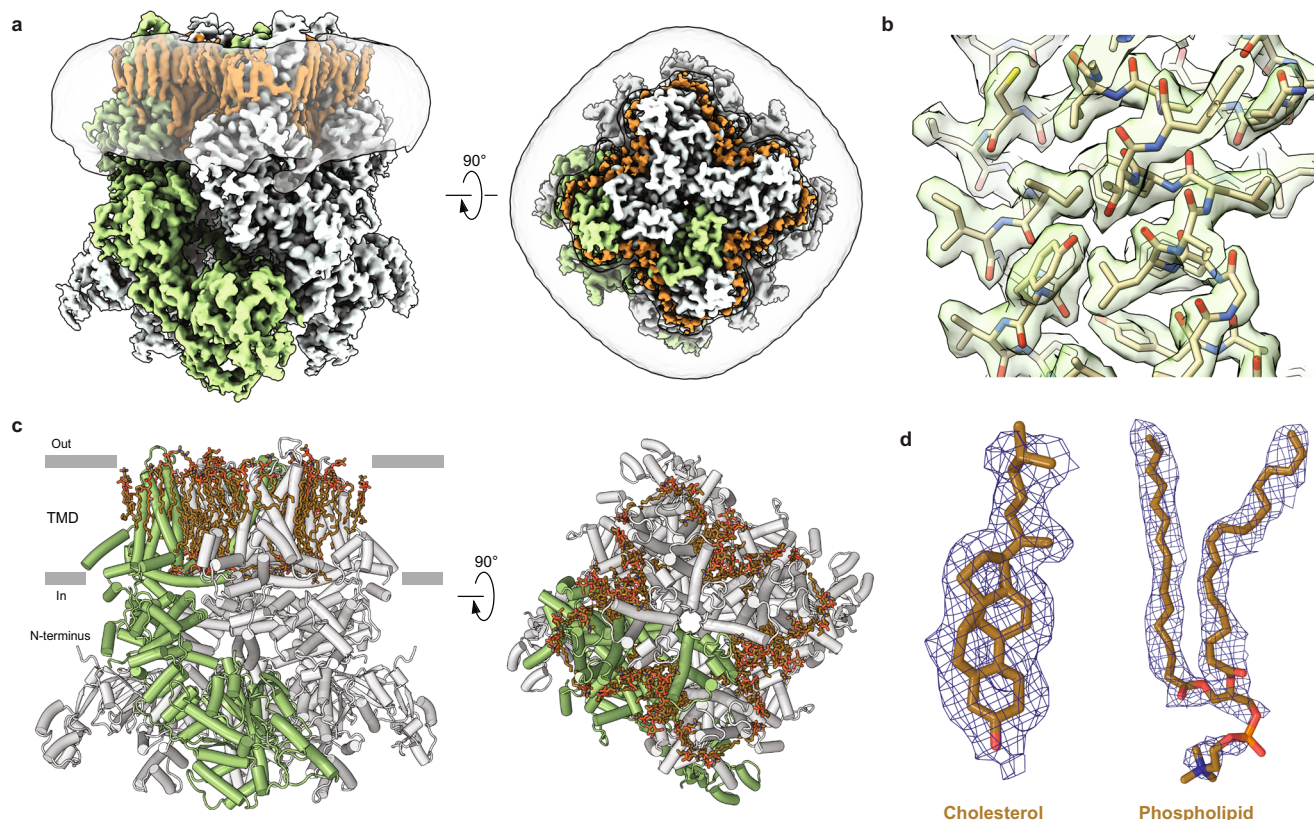 a
90°
b
c
Out
TMD
In
N-terminus
90°
d
Cholesterol
Phospholipid